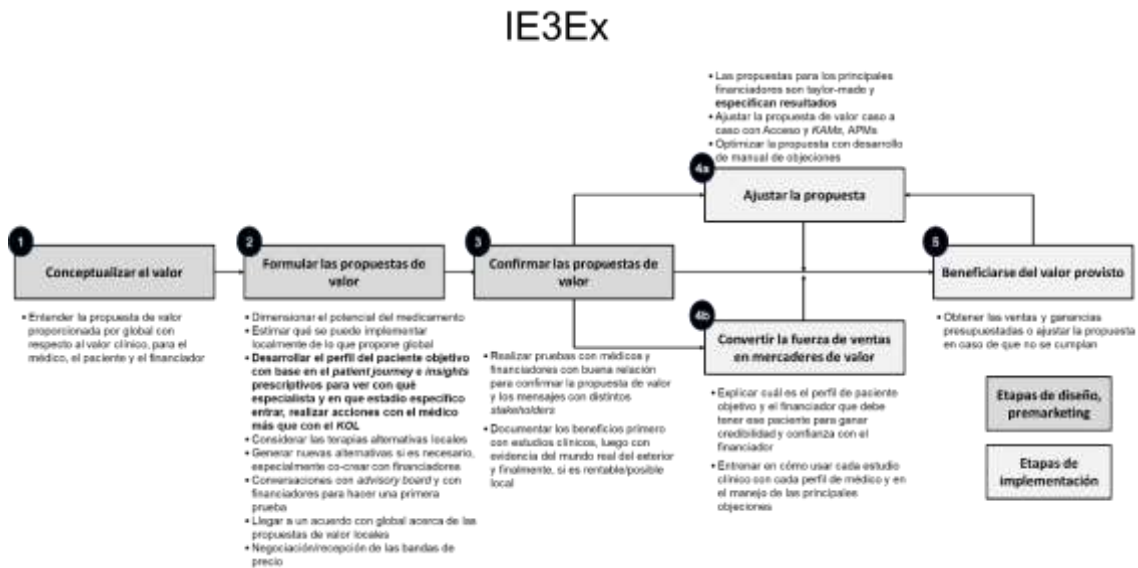 IE3Ex
• Las propuestas para los principales
financiadores son taylor-made y
especifican resultados
• Ajustar la propuesta de valor caso a
caso con Acceso y KAMs, APMs
• Optimizar la propuesta con desarrollo
de manual de objeciones
4a
Ajustar la propuesta
1
Conceptualizar el valor
• Entender la propuesta de valor
proporcionada por global con
respecto al valor clínico, para el
médico, el paciente y el financiador
2
Formular las propuestas de
valor
• Dimensionar el potencial del medicamento
• Estimar qué se puede implementar
localmente de lo que propone global
• Desarrollar el perfil del paciente objetivo
con base en el patient journey e insights
prescriptivos para ver con qué
especialista y en que estadio específico
entrar, realizar acciones con el médico
más que con el KOL
• Considerar las terapias alternativas locales
• Generar nuevas alternativas si es necesario,
especialmente co-crear con financiadores
• Conversaciones con advisory board y con
financiadores para hacer una primera
prueba
• Llegar a un acuerdo con global acerca de las
propuestas de valor locales
• Negociación/recepción de las bandas de
precio
3
Confirmar las propuestas de
valor
• Realizar pruebas con médicos y
financiadores con buena relación
para confirmar la propuesta de valor
y los mensajes con distintos
stakeholders
• Documentar los beneficios primero
con estudios clínicos, luego con
evidencia del mundo real del exterior
y finalmente, si es rentable/posible
local
4b
Convertir la fuerza de ventas
en mercaderes de valor
• Explicar cuál es el perfil de paciente
objetivo y el financiador que debe
tener ese paciente para ganar
credibilidad y confianza con el
financiador
• Entrenar en cómo usar cada estudio
clínico con cada perfil de médico y en
el manejo de las principales
objeciones
5
Beneficiarse del valor provisto
• Obtener las ventas y ganancias
presupuestadas o ajustar la propuesta
en caso de que no se cumplan
Etapas de diseño,
premarketing
Etapas de
implementación